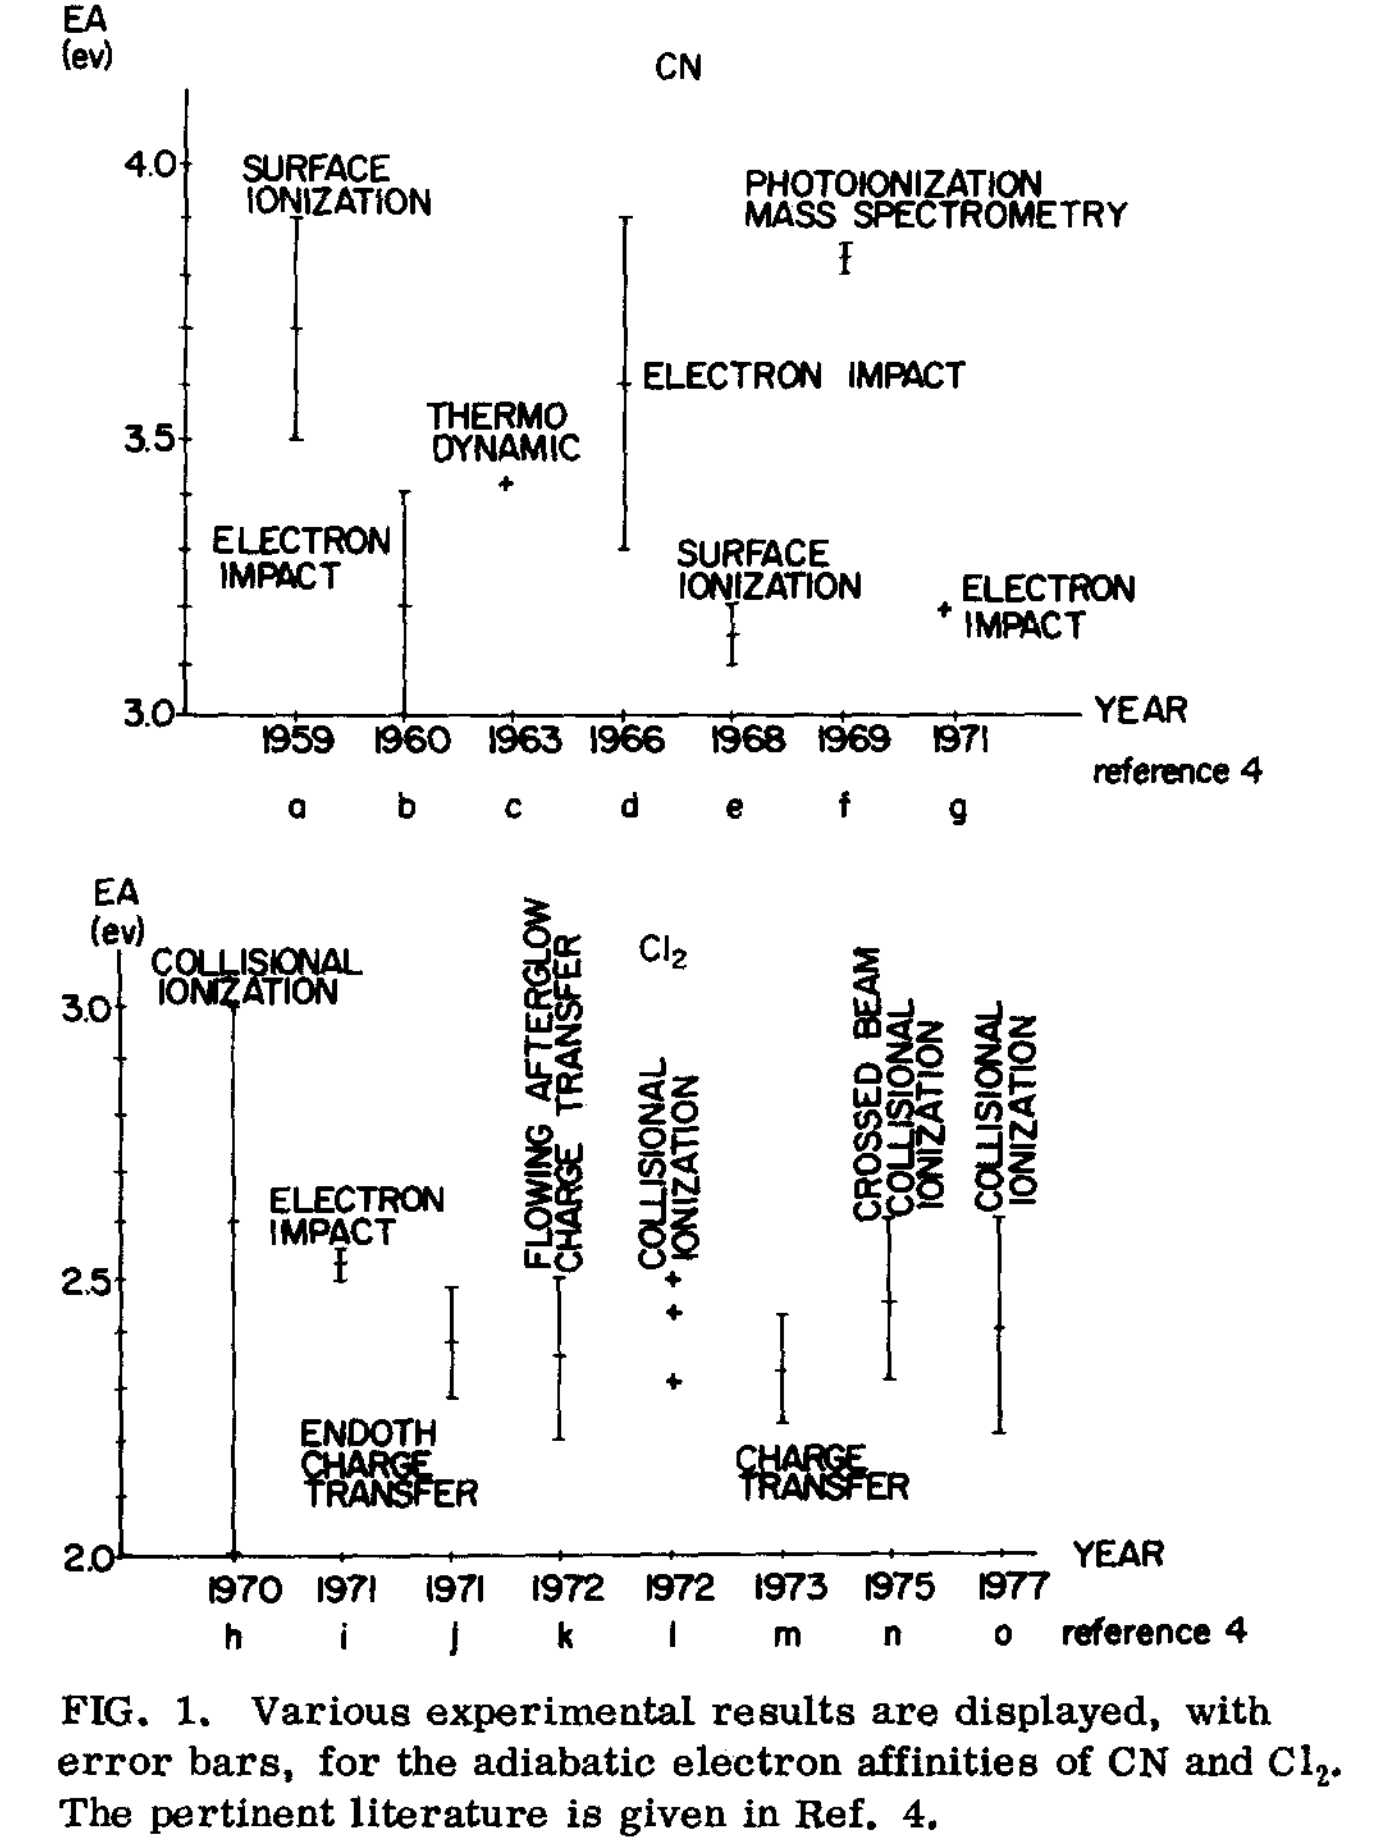 EA
(ev)
CN
4.0
SURFACE
IONIZATION
PHOTOIONIZATION
MASS SPECTROMETRY
ELECTRON IMPACT
THERMO
DYNAMIC
3.5
ELECTRON
IMPACT
SURFACE
IONIZATION
ELECTRON
IMPACT
3.0
YEAR
1959 1960 1963 1966 1968 1969 1971
reference 4
a b c d e f g
EA
(ev)
Cl2
COLLISIONAL
IONIZATION
3.0
FLOWING AFTERGLOW
CHARGE TRANSFER
COLLISIONAL
IONIZATION
CROSSED BEAM
COLLISIONAL
IONIZATION
COLLISIONAL
IONIZATION
ELECTRON
IMPACT
2.5
ENDOTH
CHARGE
TRANSFER
CHARGE
TRANSFER
2.0
YEAR
1970 1971 1971 1972 1972 1973 1975 1977
h i j k l m n o reference 4
FIG. 1. Various experimental results are displayed, with
error bars, for the adiabatic electron affinities of CN and Cl2.
The pertinent literature is given in Ref. 4.